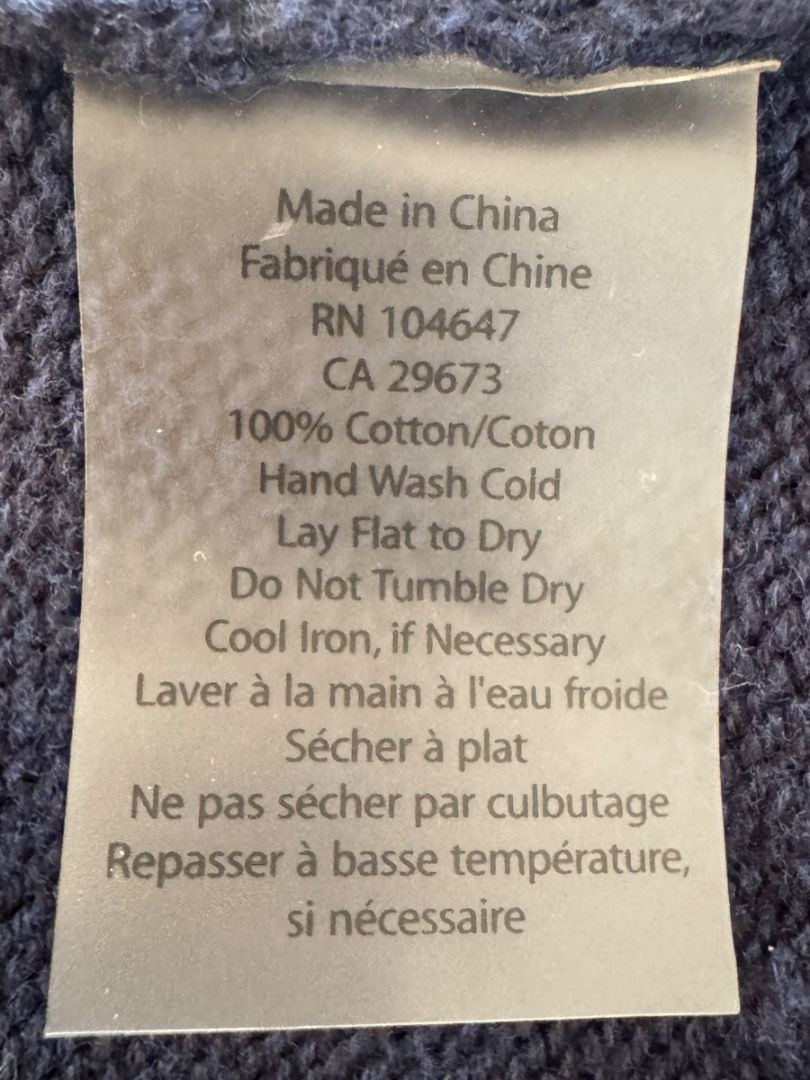 Made in China
Fabriqué en Chine
RN 104647
CA 29673
100% Cotton/Coton
Hand Wash Cold
Lay Flat to Dry
Do Not Tumble Dry
Cool Iron, if Necessary
Laver à la main à l'eau froide
Sécher à plat
Ne pas sécher par culbutage
Repasser à basse température,
si nécessaire